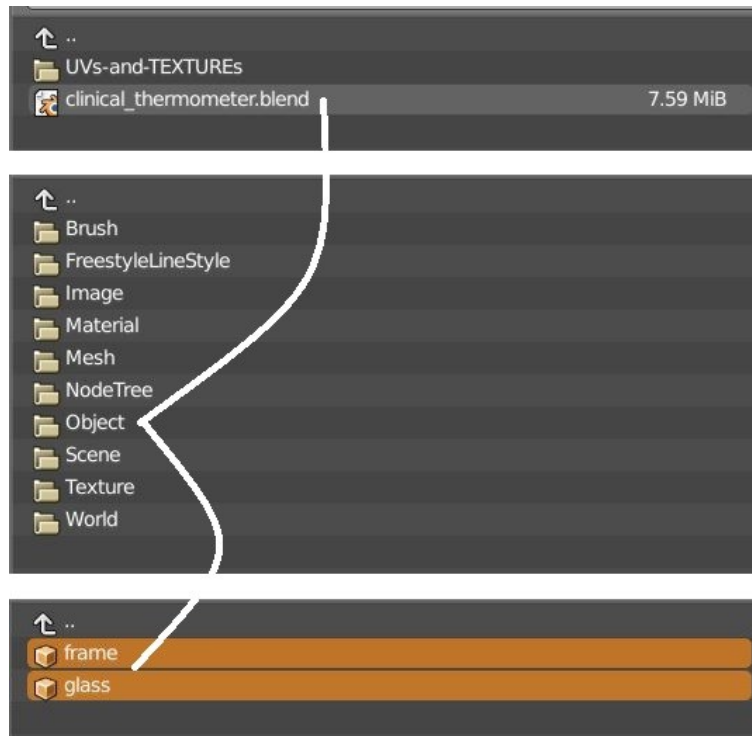 ..
UVs-and-TEXTUREs
clinical_thermometer.blend 7.59 MiB
..
Brush
FreestyleLineStyle
Image
Material
Mesh
NodeTree
Object
Scene
Texture
World
..
frame
glass